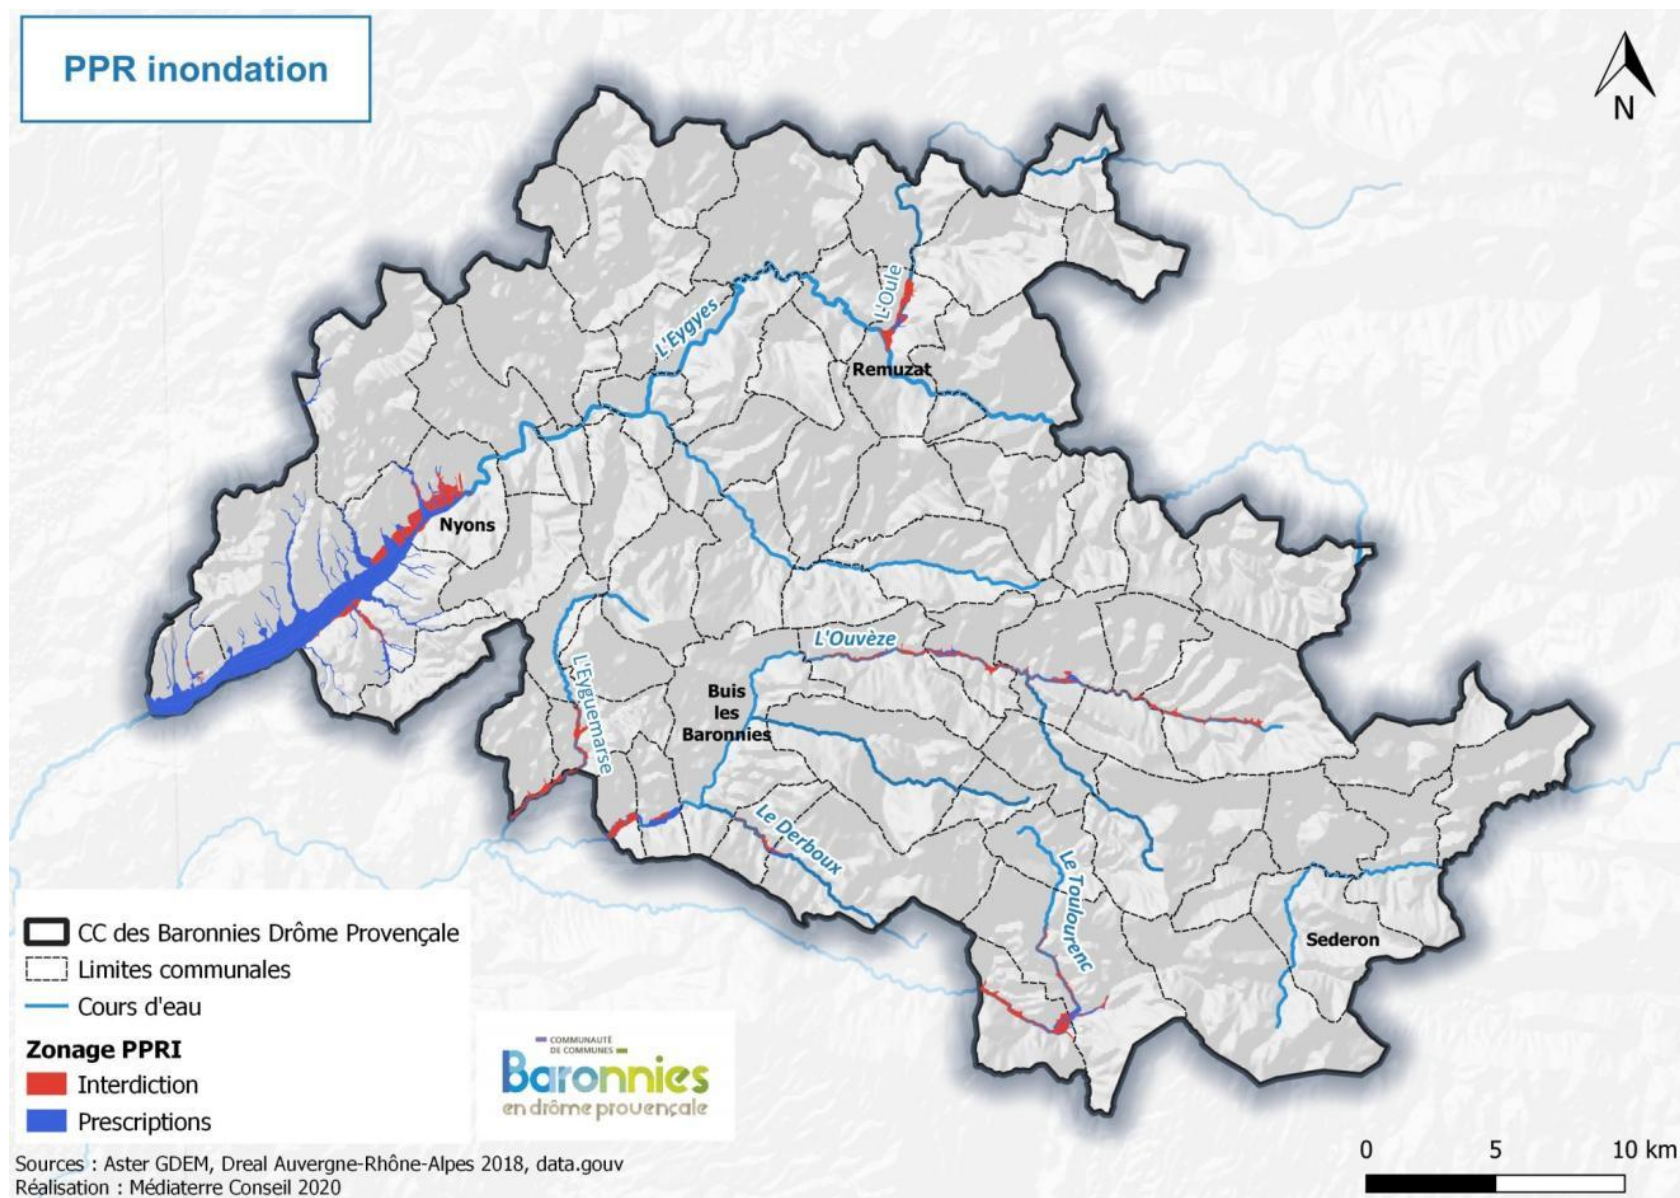 PPR inondation
N
L'Oule
L'Eygyes
Remuzat
Nyons
L'Ouvèze
L'Eyguemarse
Buis
les
Baronnies
Le Derboux
Le Toulourenc
Sederon
CC des Baronnies Drôme Provençale
Limites communales
Cours d'eau
Zonage PPRI
Interdiction
Prescriptions
COMMUNAUTÉ
DE COMMUNES
Baronnies
en drôme provençale
Sources : Aster GDEM, Dreal Auvergne-Rhône-Alpes 2018, data.gouv
Réalisation : Médiaterre Conseil 2020
0 5 10 km